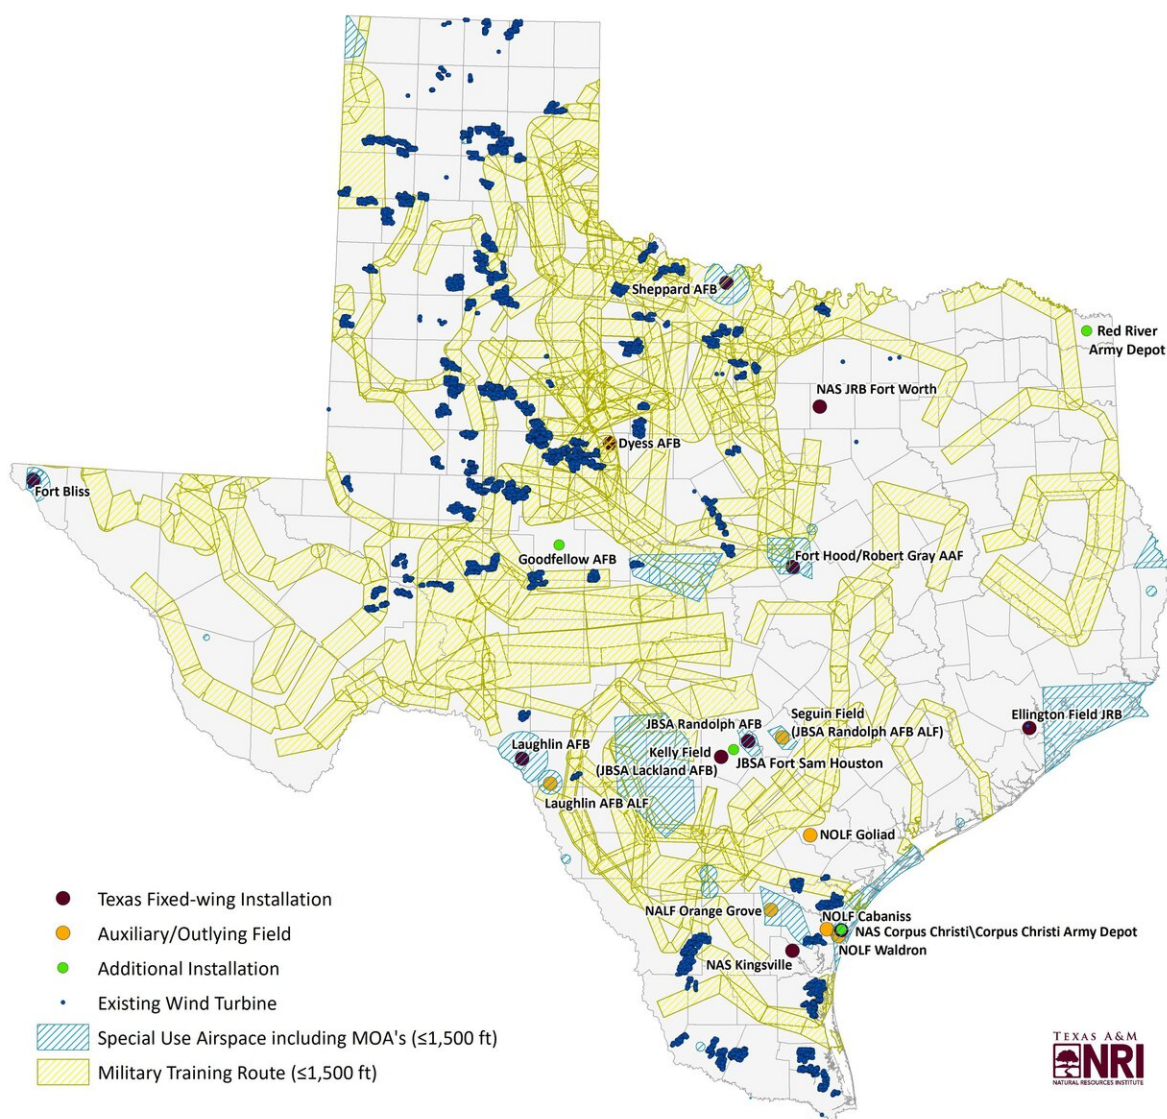 Sheppard AFB
Red River
Army Depot
NAS JRB Fort Worth
Dyess AFB
Fort Bliss
Goodfellow AFB
Fort Hood/Robert Gray AAF
JBSA Randolph AFB
Seguin Field
(JBSA Randolph AFB ALF)
Ellington Field JRB
Laughlin AFB
Kelly Field
(JBSA Lackland AFB)
JBSA Fort Sam Houston
Laughlin AFB ALF
NOLF Goliad
NALF Orange Grove
NOLF Cabaniss
NAS Corpus Christi\Corpus Christi Army Depot
NOLF Waldron
NAS Kingsville
Texas Fixed-wing Installation
Auxiliary/Outlying Field
Additional Installation
Existing Wind Turbine
Special Use Airspace including MOA's (≤1,500 ft)
Military Training Route (≤1,500 ft)
TEXAS A&M
NRI
NATURAL RESOURCES INSTITUTE